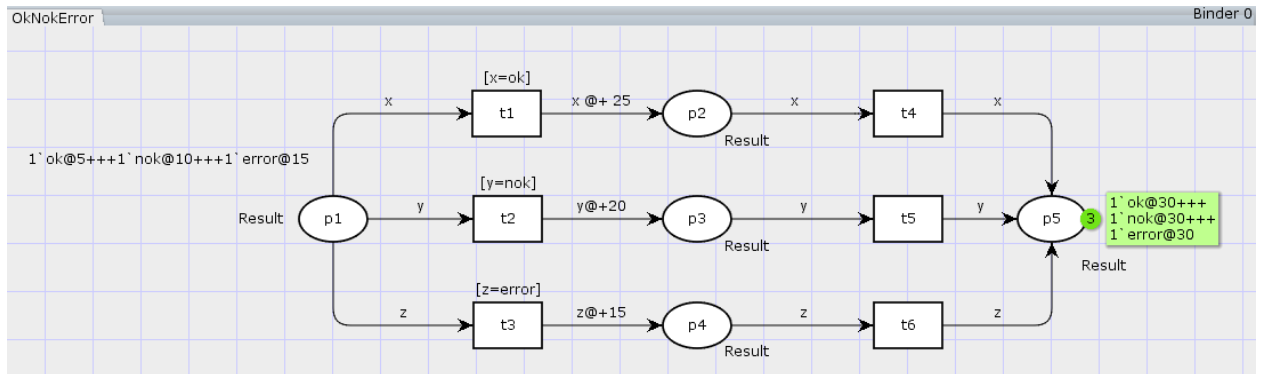 OkNokError
Binder 0
[x=ok]
x
t1
x @+ 25
p2
x
t4
x
Result
1`ok@5+++1`nok@10+++1`error@15
[y=nok]
Result
p1
y
t2
y@+20
p3
y
t5
y
p5
3
1`ok@30+++
1`nok@30+++
1`error@30
Result
Result
[z=error]
z
t3
z@+15
p4
z
t6
z
Result